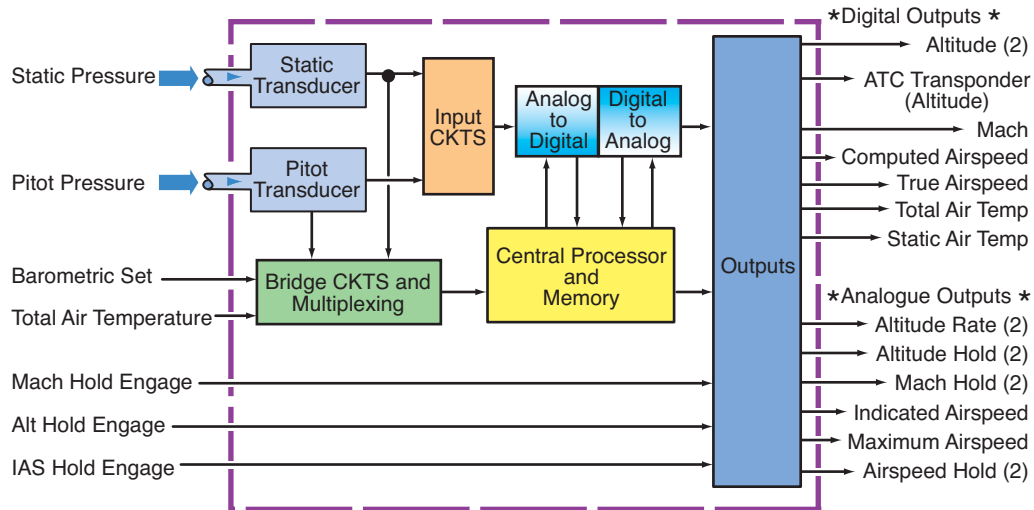 Static Pressure
Pitot Pressure
Barometric Set
Total Air Temperature
Mach Hold Engage
Alt Hold Engage
IAS Hold Engage
Static
Transducer
Pitot
Transducer
Bridge CKTS and
Multiplexing
Input
CKTS
Analog
to
Digital
Digital
to
Analog
Central Processor
and
Memory
Outputs
*Digital Outputs *
Altitude (2)
ATC Transponder
(Altitude)
Mach
Computed Airspeed
True Airspeed
Total Air Temp
Static Air Temp
*Analogue Outputs *
Altitude Rate (2)
Altitude Hold (2)
Mach Hold (2)
Indicated Airspeed
Maximum Airspeed
Airspeed Hold (2)